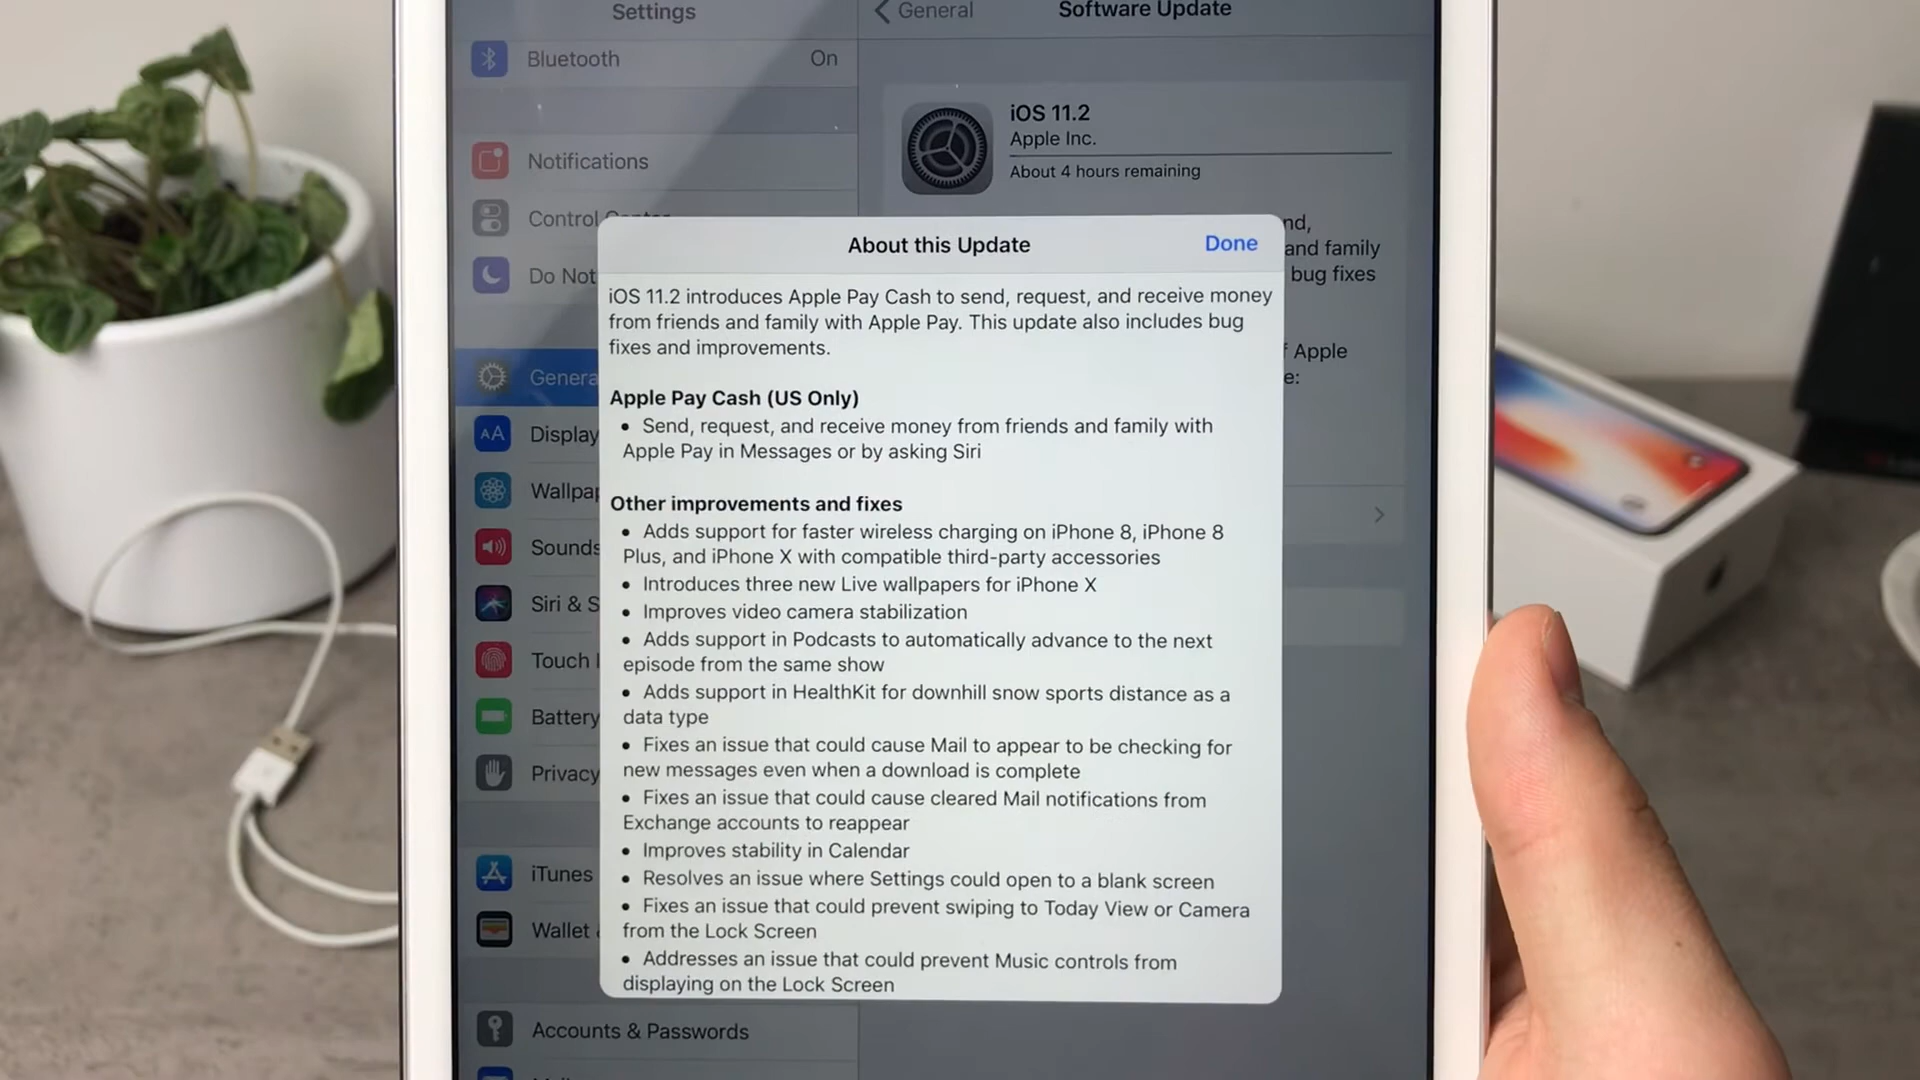 Settings
General
Software Update
Bluetooth
On
Notifications
Control Center
Do Not
General
AA
Display
Wallpa
Sounds
Siri & S
Touch I
Battery
Privacy
iTunes
Wallet
Accounts & Passwords
iOS 11.2
Apple Inc.
About 4 hours remaining
nd,
and family
bug fixes
f Apple
e:
About this Update
Done
iOS 11.2 introduces Apple Pay Cash to send, request, and receive money
from friends and family with Apple Pay. This update also includes bug
fixes and improvements.
Apple Pay Cash (US Only)
• Send, request, and receive money from friends and family with
Apple Pay in Messages or by asking Siri
Other improvements and fixes
• Adds support for faster wireless charging on iPhone 8, iPhone 8
Plus, and iPhone X with compatible third-party accessories
• Introduces three new Live wallpapers for iPhone X
• Improves video camera stabilization
• Adds support in Podcasts to automatically advance to the next
episode from the same show
• Adds support in HealthKit for downhill snow sports distance as a
data type
• Fixes an issue that could cause Mail to appear to be checking for
new messages even when a download is complete
• Fixes an issue that could cause cleared Mail notifications from
Exchange accounts to reappear
• Improves stability in Calendar
• Resolves an issue where Settings could open to a blank screen
• Fixes an issue that could prevent swiping to Today View or Camera
from the Lock Screen
• Addresses an issue that could prevent Music controls from
displaying on the Lock Screen